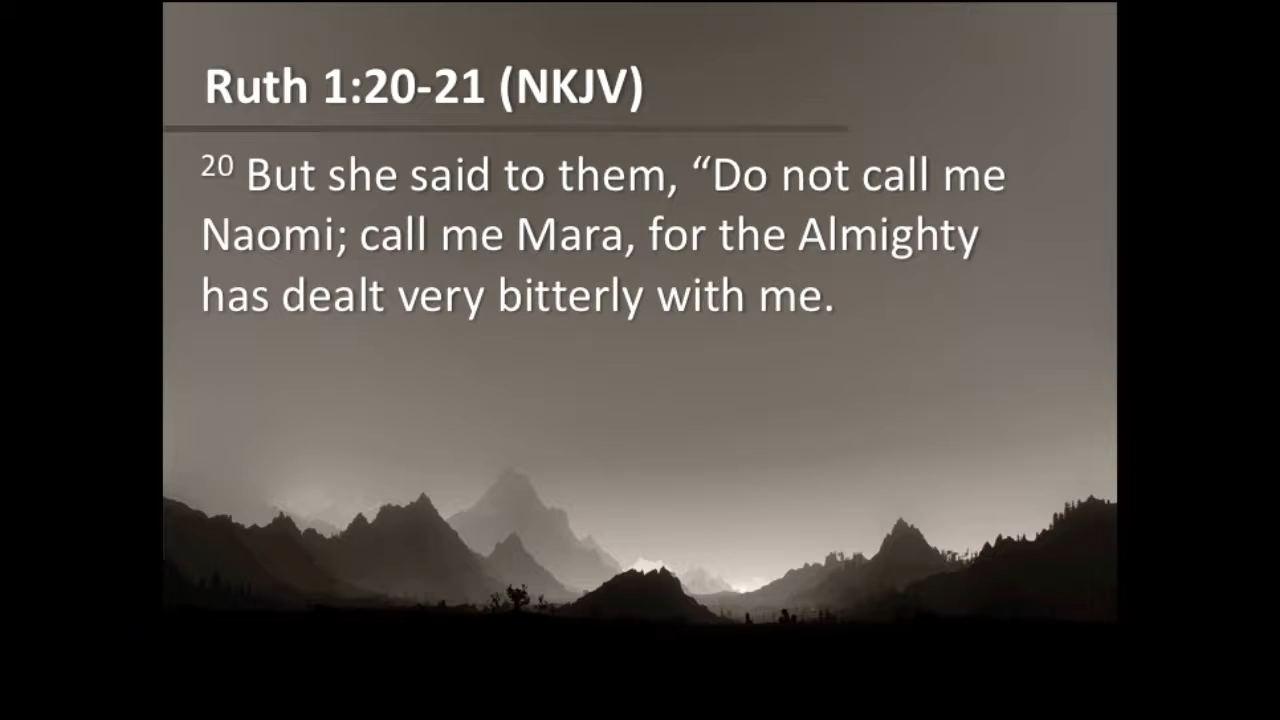 Ruth 1:20-21 (NKJV)
20 But she said to them, “Do not call me
Naomi; call me Mara, for the Almighty
has dealt very bitterly with me.